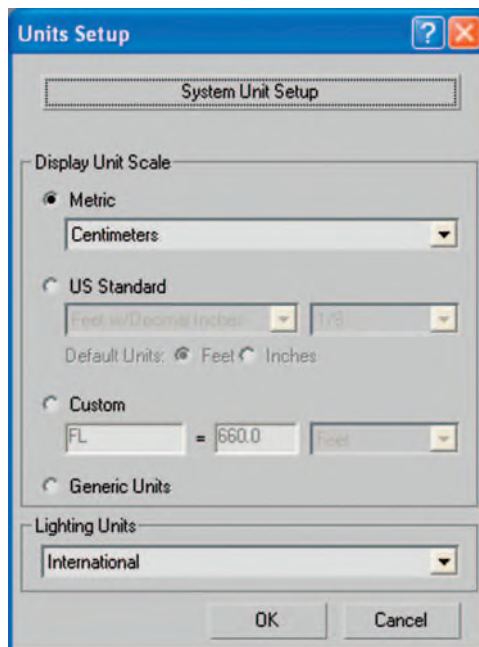 Units Setup
System Unit Setup
Display Unit Scale
Metric
Centimeters
US Standard
Feet w/Decimal Inches 1/8
Default Units: Feet Inches
Custom
FL = 660.0 Feet
Generic Units
Lighting Units
International
OK Cancel